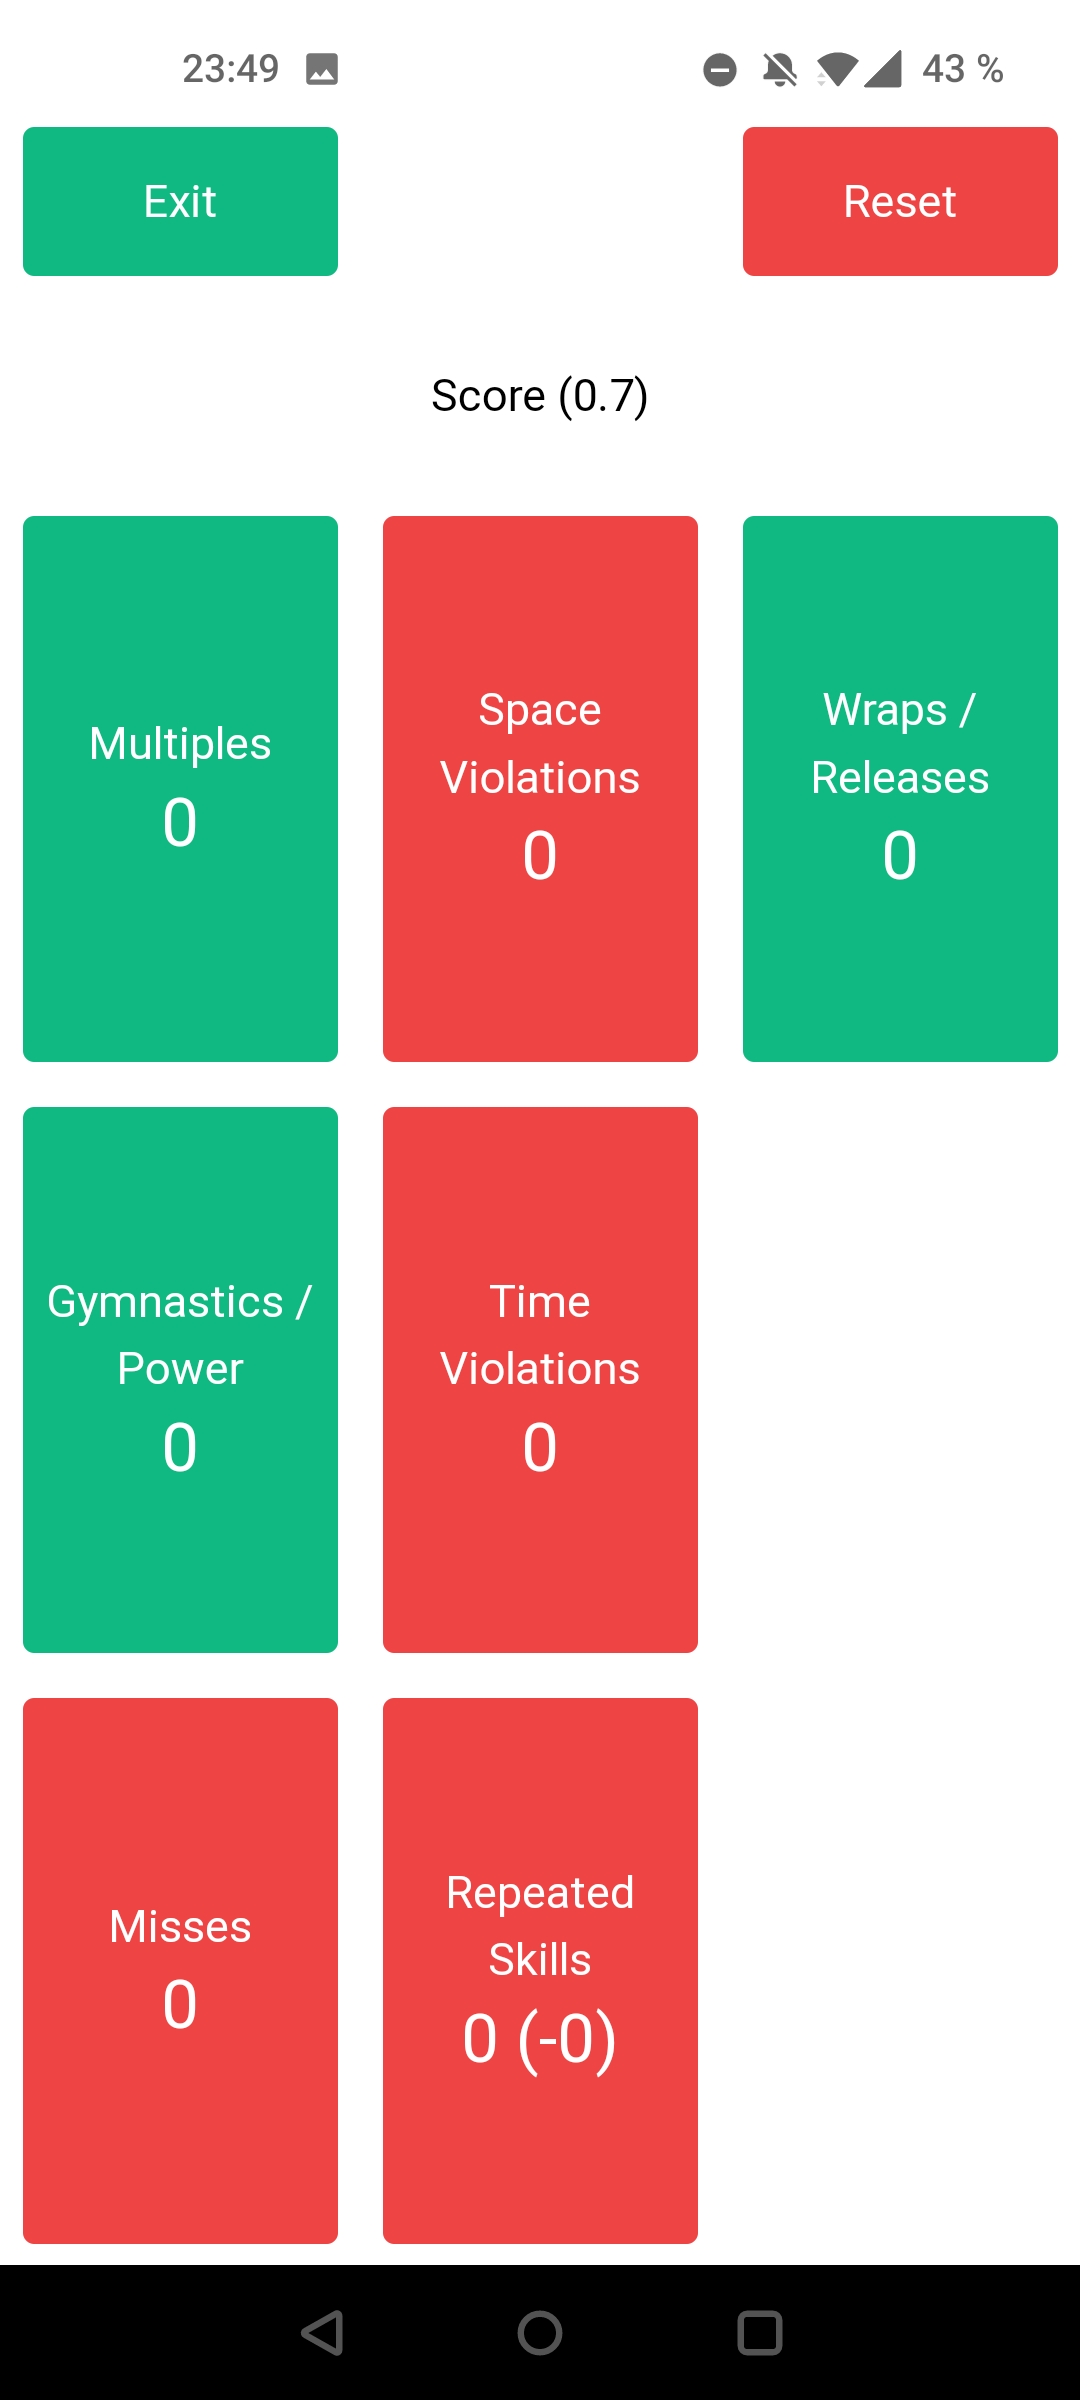 23:49
43 %
Exit
Reset
Score (0.7)
Multiples
0
Space
Violations
0
Wraps /
Releases
0
Gymnastics /
Power
0
Time
Violations
0
Misses
0
Repeated
Skills
0 (-0)